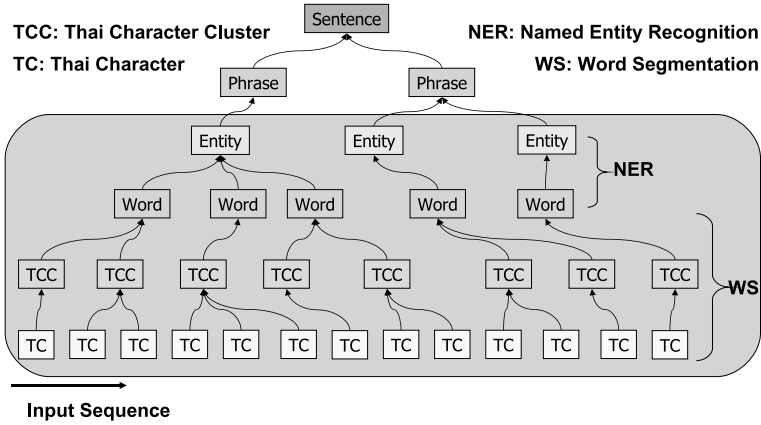 Sentence
TCC: Thai Character Cluster
NER: Named Entity Recognition
TC: Thai Character
WS: Word Segmentation
Phrase Phrase
Entity Entity Entity
NER
Word Word Word Word Word
TCC TCC TCC TCC TCC TCC TCC TCC
WS
TC TC TC TC TC TC TC TC TC TC TC TC TC
Input Sequence